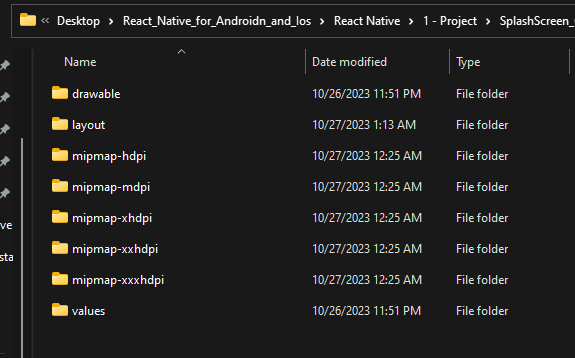 « Desktop › React_Native_for_Androidn_and_Ios › React Native › 1 - Project › SplashScreen_
Name Date modified Type
drawable 10/26/2023 11:51 PM File folder
layout 10/27/2023 1:13 AM File folder
mipmap-hdpi 10/27/2023 12:25 AM File folder
mipmap-mdpi 10/27/2023 12:25 AM File folder
mipmap-xhdpi 10/27/2023 12:25 AM File folder
ve
mipmap-xxhdpi 10/27/2023 12:25 AM File folder
sta
mipmap-xxxhdpi 10/27/2023 12:25 AM File folder
values 10/26/2023 11:51 PM File folder